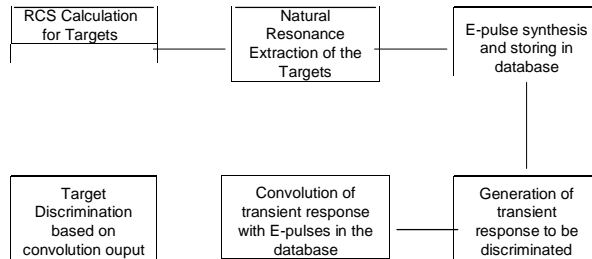 RCS Calculation
for Targets
Natural
Resonance
Extraction of the
Targets
E-pulse synthesis
and storing in
database
Target
Discrimination
based on
convolution ouput
Convolution of
transient response
with E-pulses in the
database
Generation of
transient
response to be
discriminated